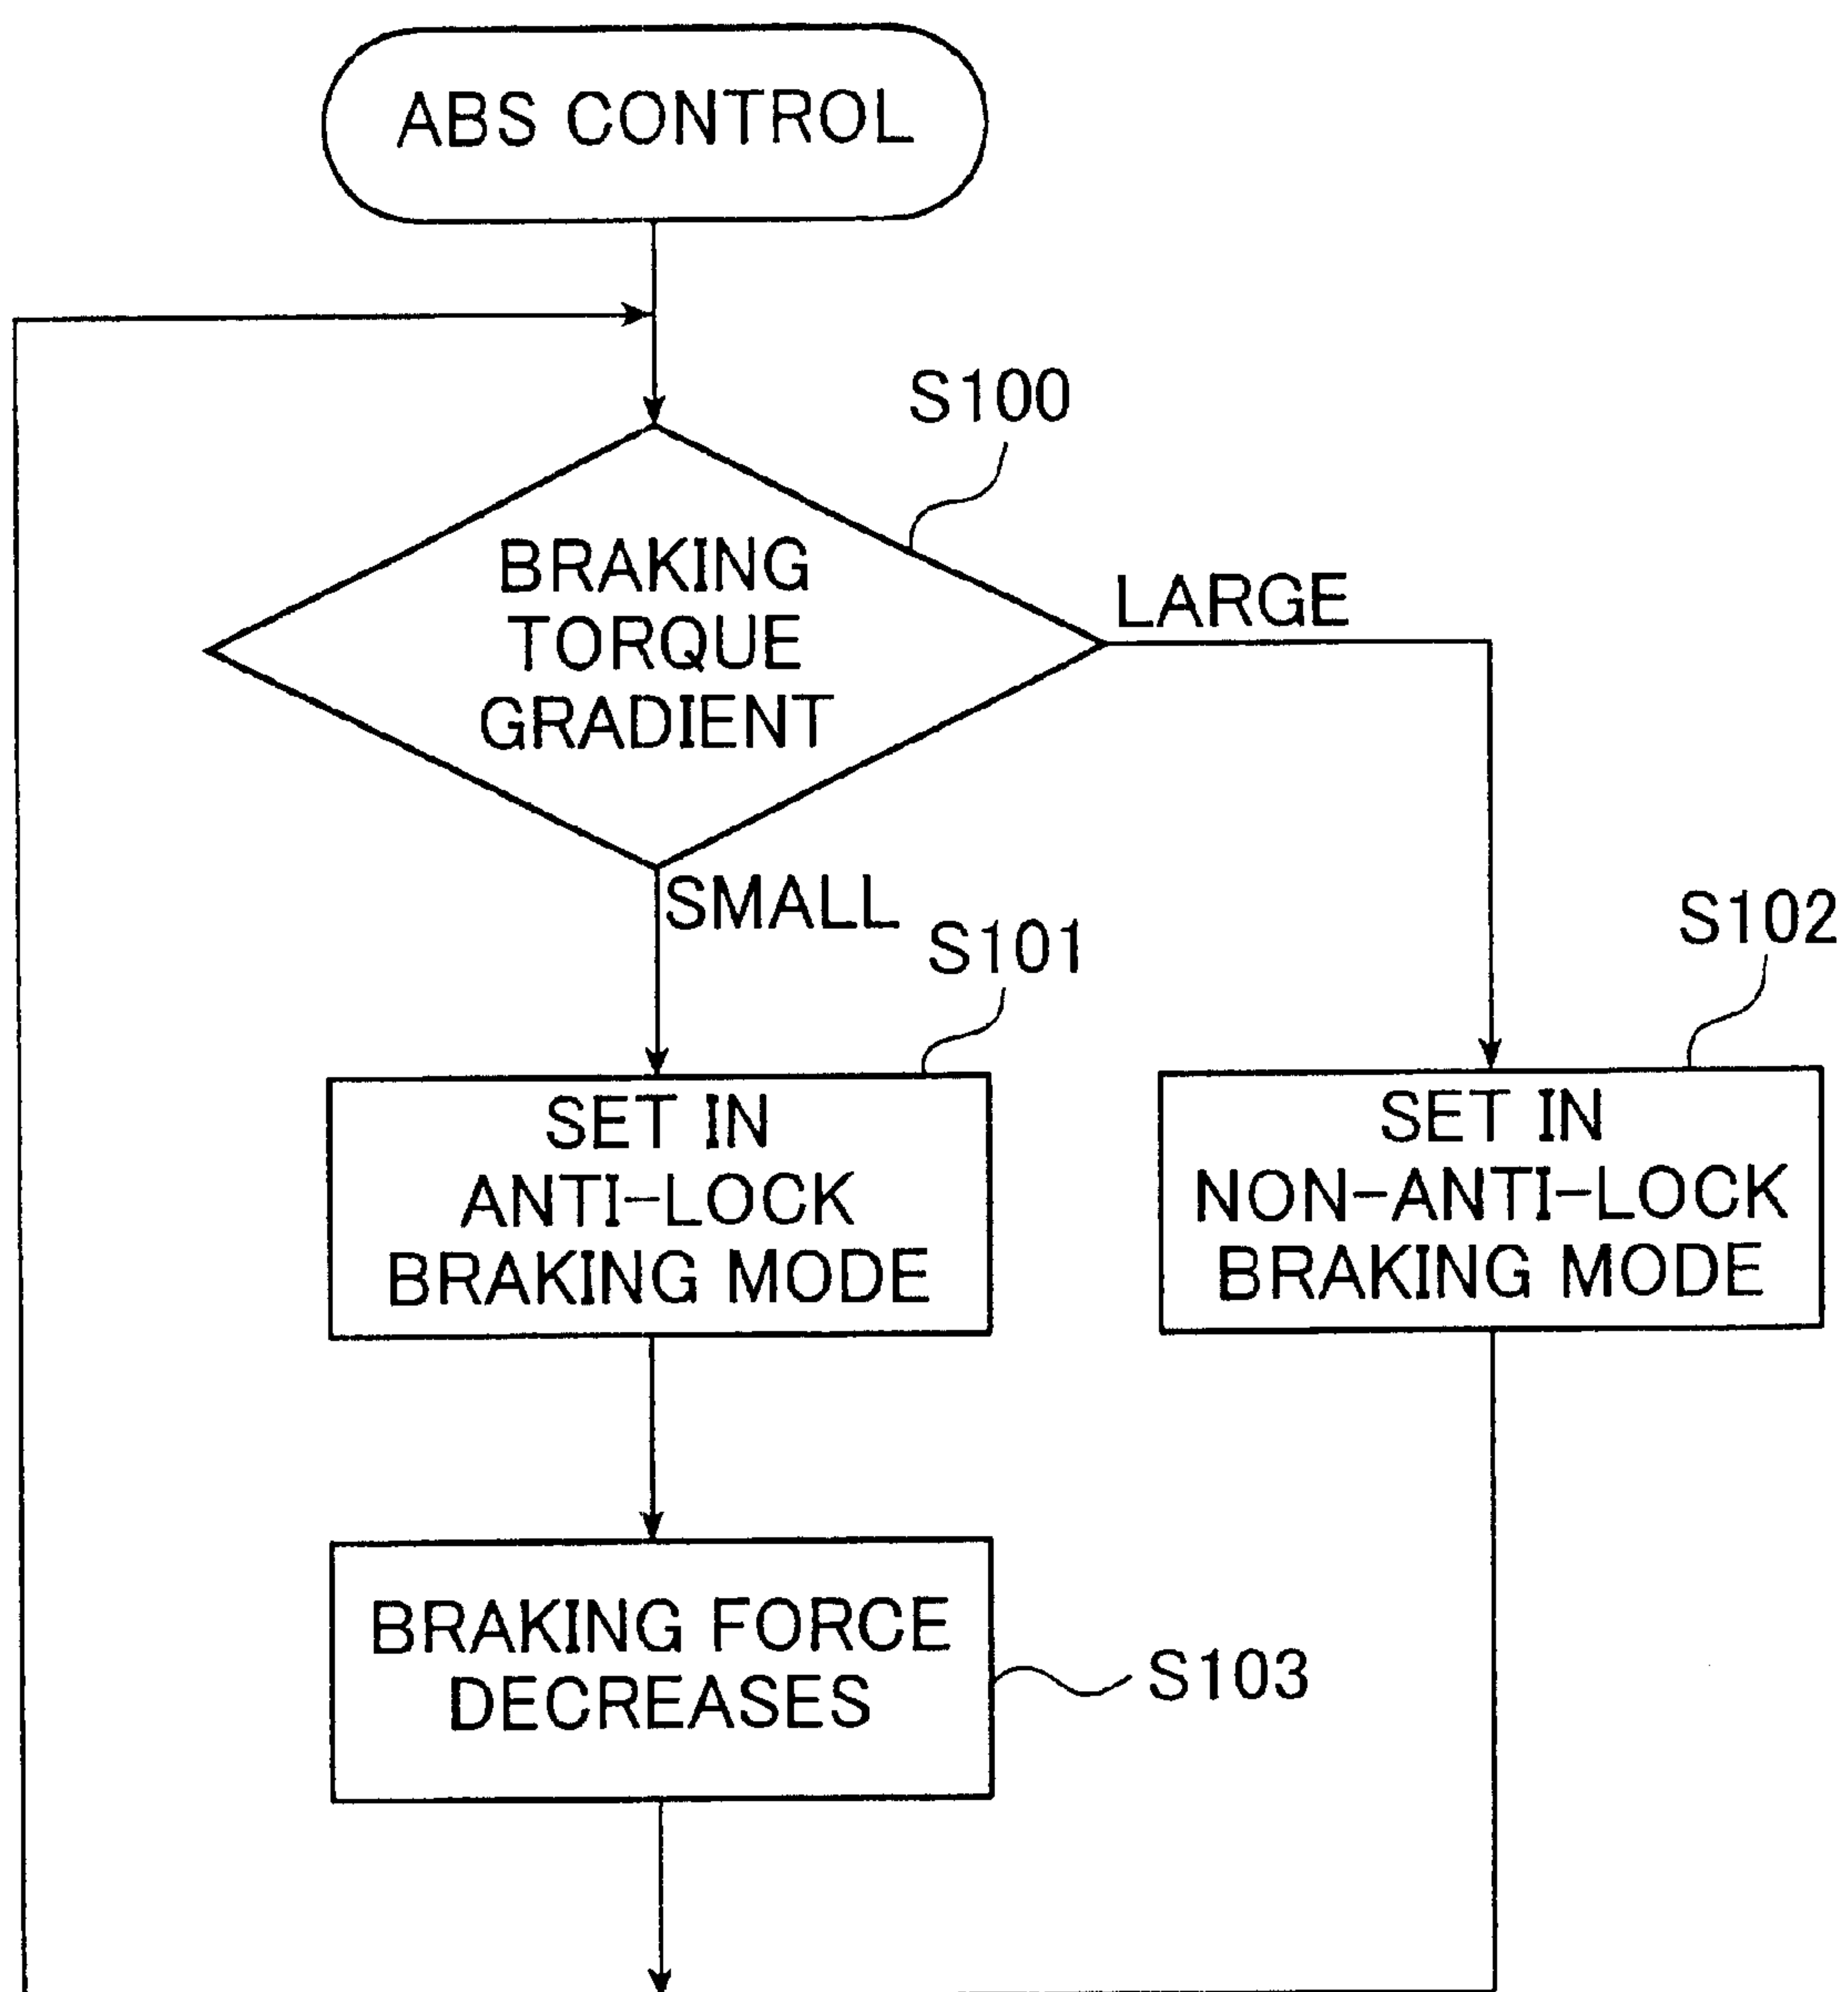 ABS CONTROL
S100
BRAKING
TORQUE
GRADIENT
LARGE
SMALL
S101
S102
SET IN
ANTI-LOCK
BRAKING MODE
SET IN
NON-ANTI-LOCK
BRAKING MODE
BRAKING FORCE
DECREASES
S103